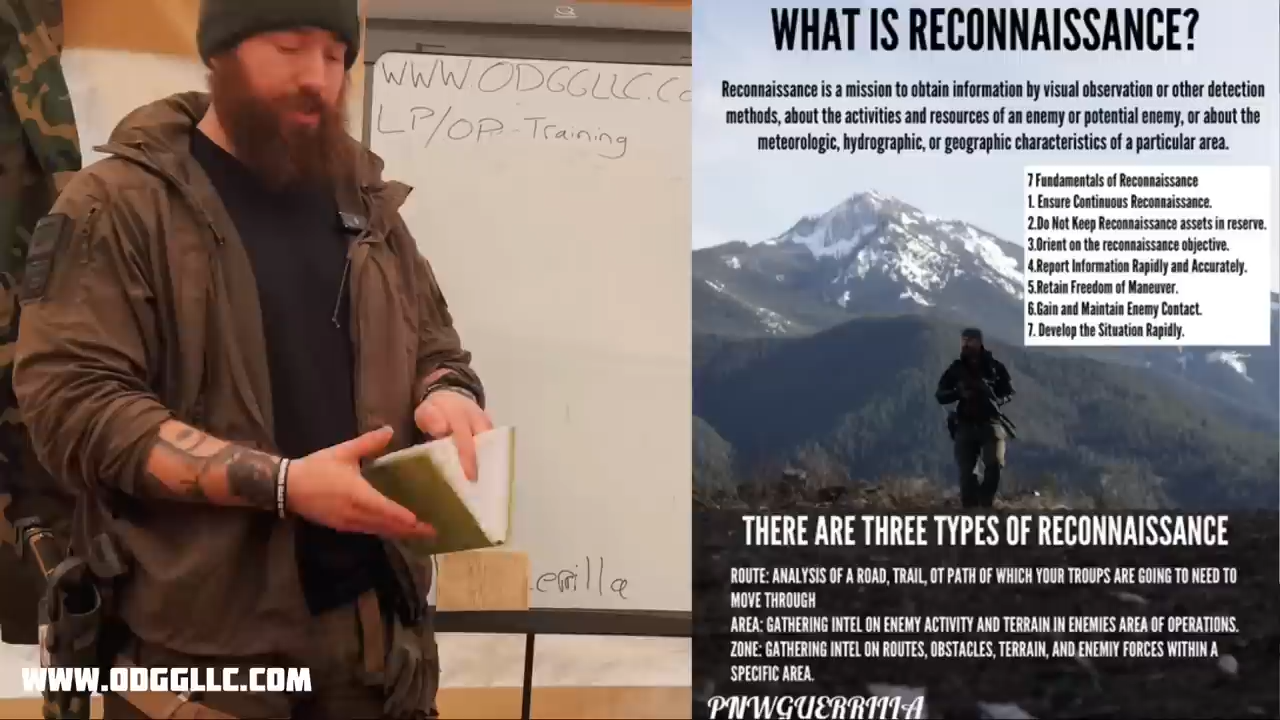 WWW.ODGGLLC.Co
LP/OP - Training
erilla
WWW.ODGGLLC.COM
WHAT IS RECONNAISSANCE?
Reconnaissance is a mission to obtain information by visual observation or other detection
methods, about the activities and resources of an enemy or potential enemy, or about the
meteorologic, hydrographic, or geographic characteristics of a particular area.
7 Fundamentals of Reconnaissance
1. Ensure Continuous Reconnaissance.
2.Do Not Keep Reconnaissance assets in reserve.
3.Orient on the reconnaissance objective.
4.Report Information Rapidly and Accurately.
5.Retain Freedom of Maneuver.
6.Gain and Maintain Enemy Contact.
7. Develop the Situation Rapidly.
THERE ARE THREE TYPES OF RECONNAISSANCE
ROUTE: ANALYSIS OF A ROAD, TRAIL, OT PATH OF WHICH YOUR TROUPS ARE GOING TO NEED TO
MOVE THROUGH
AREA: GATHERING INTEL ON ENEMY ACTIVITY AND TERRAIN IN ENEMIES AREA OF OPERATIONS.
ZONE: GATHERING INTEL ON ROUTES, OBSTACLES, TERRAIN, AND ENEMIY FORCES WITHIN A
SPECIFIC AREA.
PNWGUERRILLA